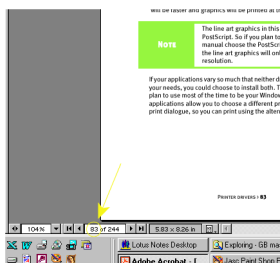 will be faster and graphics will be printed at th
NOTE
The line art graphics in this
PostScript. So if you plan to
manual choose the PostScri
the line art graphics will onl
resolution.
If your applications vary so much that neither d
your needs, you could choose to install both. T
plan to use most of the time to be your Window
applications allow you to choose a different pr
print dialogue, so you can print using the altern
PRINTER DRIVERS • 83
104% 83 of 244 5.83 x 8.26 in
Lotus Notes Desktop Exploring - GB ma
Adobe Acrobat - [ Jasc Paint Shop P